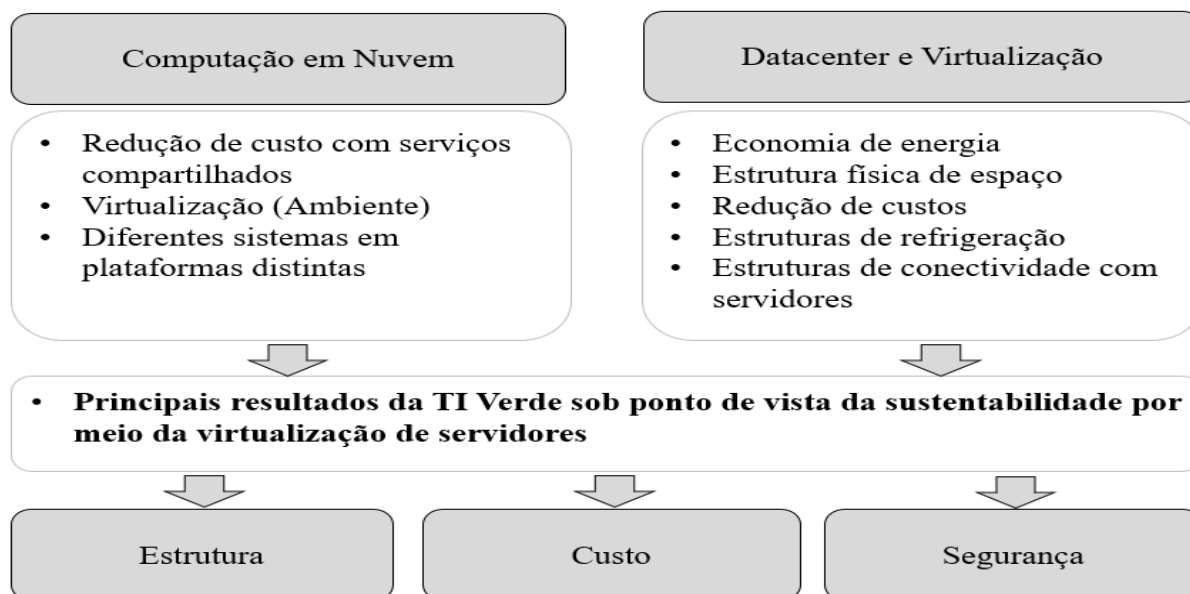 Computação em Nuvem
Datacenter e Virtualização
• Redução de custo com serviços
compartilhados
• Virtualização (Ambiente)
• Diferentes sistemas em
plataformas distintas
• Economia de energia
• Estrutura física de espaço
• Redução de custos
• Estruturas de refrigeração
• Estruturas de conectividade com
servidores
• Principais resultados da TI Verde sob ponto de vista da sustentabilidade por
meio da virtualização de servidores
Estrutura
Custo
Segurança